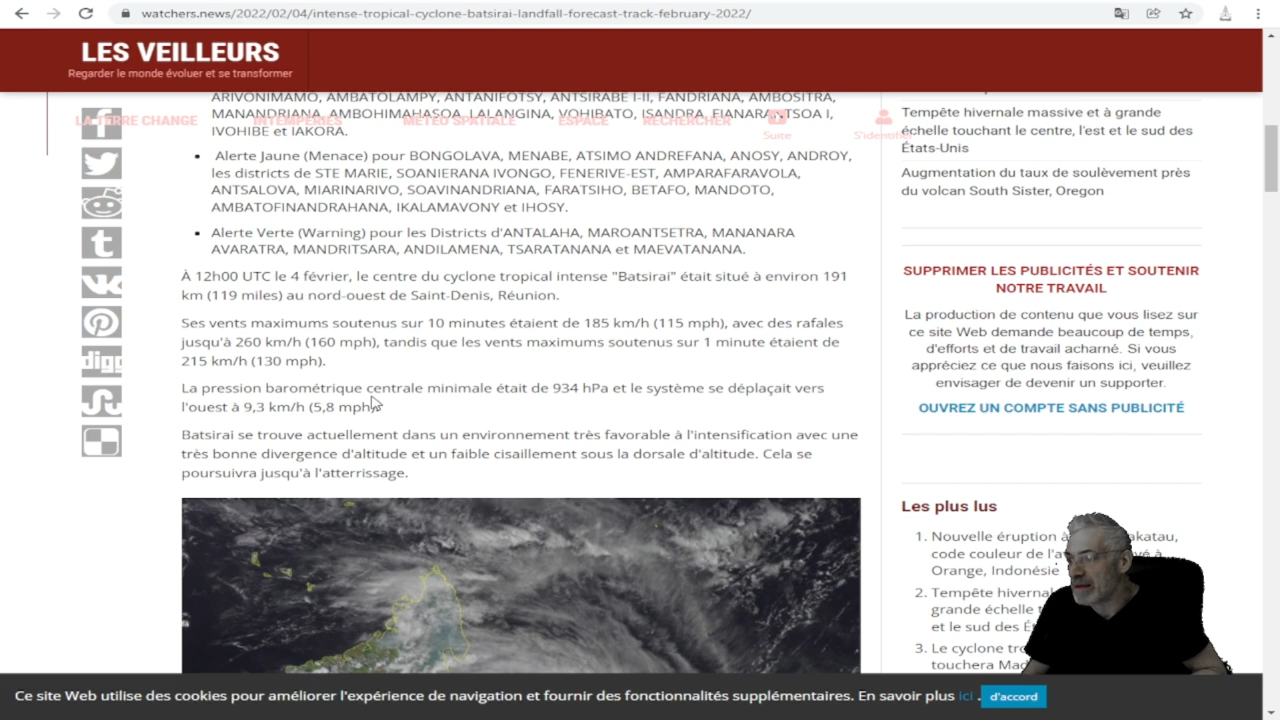 watchers.news/2022/02/04/intense-tropical-cyclone-batsirai-landfall-forecast-track-february-2022/
LES VEILLEURS
Regarder le monde évoluer et se transformer
LA TERRE CHANGE
INTEMPÉRIES
MÉTÉO SPATIALE
ESPACE
RECHERCHER
Suite
S'identifier
ARIVONIMAMO, AMBATOLAMPY, ANTANIFOTSY, ANTSIRABE I-II, FANDRIANA, AMBOSITRA,
MANANDRIANA, AMBOHIMAHASOA, LALANGINA, VOHIBATO, ISANDRA, FIANARANTSOA I,
IVOHIBE et IAKORA.
Alerte Jaune (Menace) pour BONGOLAVA, MENABE, ATSIMO ANDREFANA, ANOSY, ANDROY,
les districts de STE MARIE, SOANIERANA IVONGO, FENERIVE-EST, AMPARAFARAVOLA,
ANTSALOVA, MIARINARIVO, SOAVINANDRIANA, FARATSIHO, BETAFO, MANDOTO,
AMBATOFINANDRAHANA, IKALAMAVONY et IHOSY.
Alerte Verte (Warning) pour les Districts d'ANTALAHA, MAROANTSETRA, MANANARA
AVARATRA, MANDRITSARA, ANDILAMENA, TSARATANANA et MAEVATANANA.
À 12h00 UTC le 4 février, le centre du cyclone tropical intense "Batsirai" était situé à environ 191
km (119 miles) au nord-ouest de Saint-Denis, Réunion.
Ses vents maximums soutenus sur 10 minutes étaient de 185 km/h (115 mph), avec des rafales
jusqu'à 260 km/h (160 mph), tandis que les vents maximums soutenus sur 1 minute étaient de
215 km/h (130 mph).
La pression barométrique centrale minimale était de 934 hPa et le système se déplaçait vers
l'ouest à 9,3 km/h (5,8 mph).
Batsirai se trouve actuellement dans un environnement très favorable à l'intensification avec une
très bonne divergence d'altitude et un faible cisaillement sous la dorsale d'altitude. Cela se
poursuivra jusqu'à l'atterrissage.
digg
Tempête hivernale massive et à grande
échelle touchant le centre, l'est et le sud des
États-Unis
Augmentation du taux de soulèvement près
du volcan South Sister, Oregon
SUPPRIMER LES PUBLICITÉS ET SOUTENIR
NOTRE TRAVAIL
La production de contenu que vous lisez sur
ce site Web demande beaucoup de temps,
d'efforts et de travail acharné. Si vous
appréciez ce que nous faisons ici, veuillez
envisager de devenir un supporter.
OUVREZ UN COMPTE SANS PUBLICITÉ
Les plus lus
1. Nouvelle éruption
code couleur de
Orange, Indonésie
2. Tempête
grande échelle
et le sud des
3. Le cyclone
touchera
Ce site Web utilise des cookies pour améliorer l'expérience de navigation et fournir des fonctionnalités supplémentaires. En savoir plus ici .
d'accord